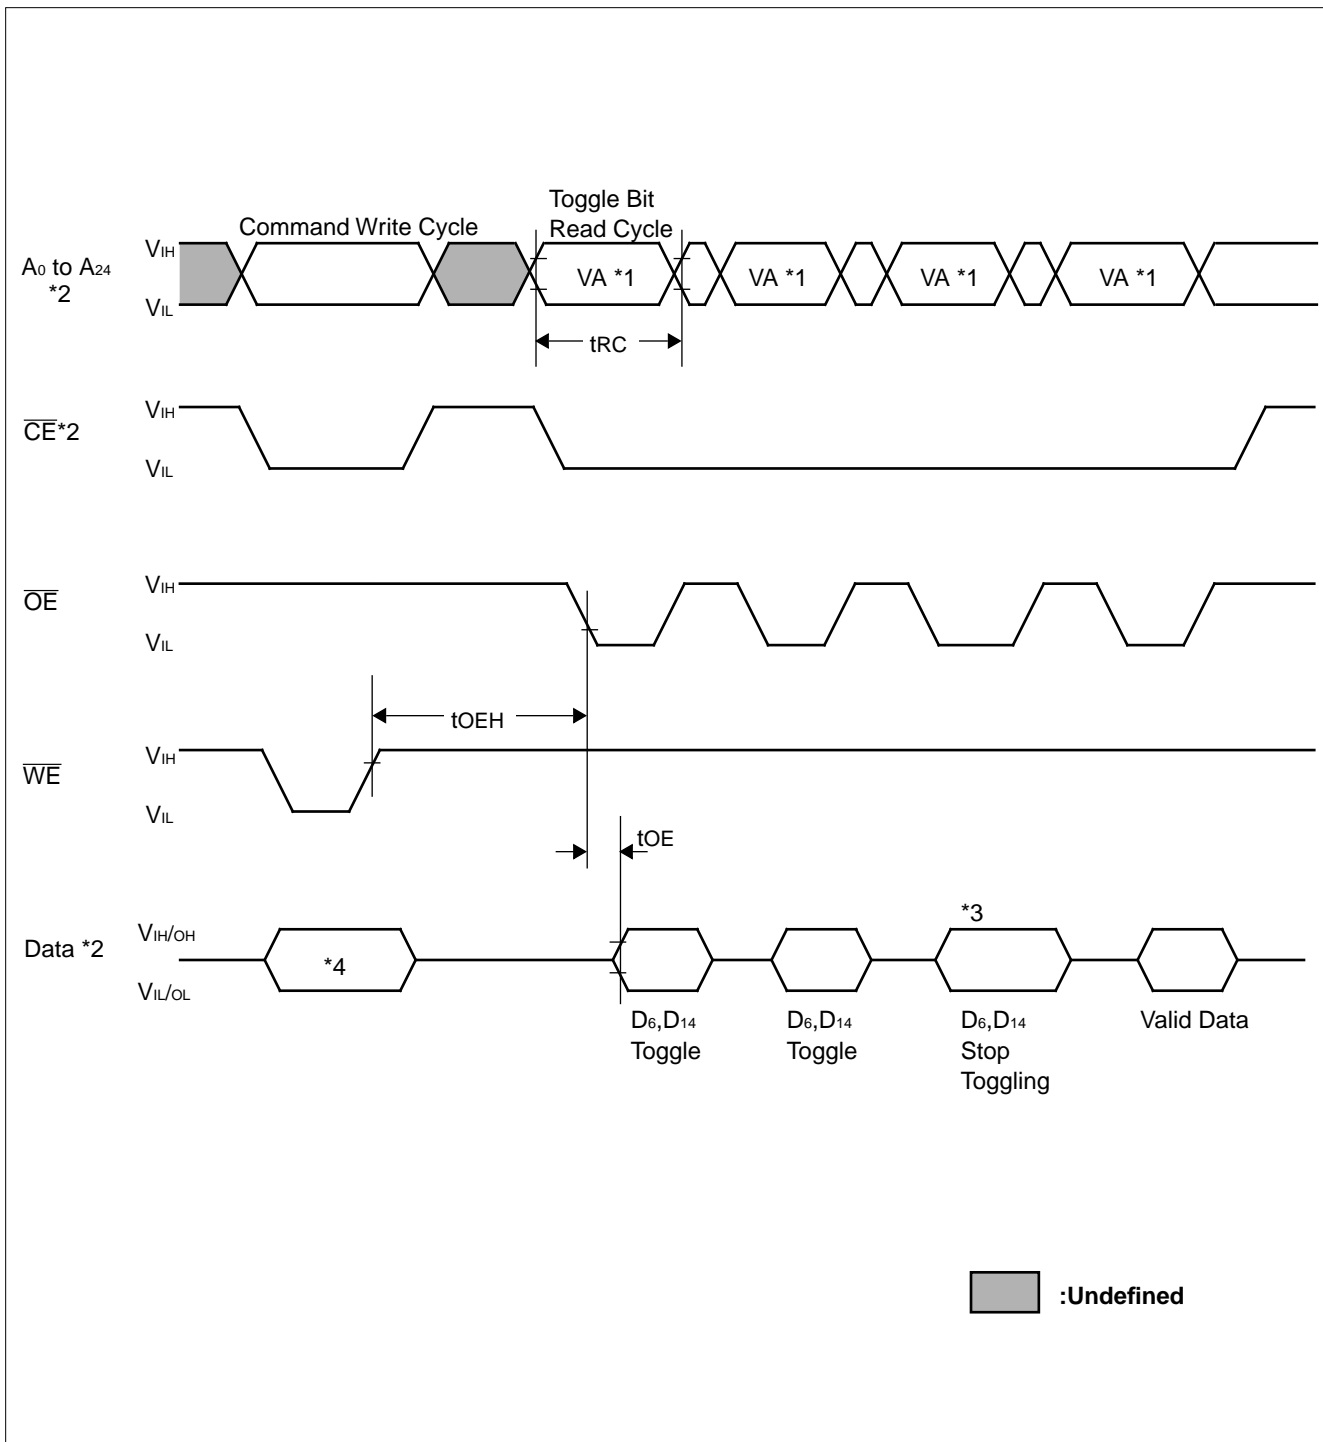 Toggle Bit
Command Write Cycle Read Cycle
A0 to A24
*2
VIH
VIL
VA *1 VA *1 VA *1 VA *1
tRC
CE*2
VIH
VIL
OE
VIH
VIL
tOEH
WE
VIH
VIL
tOE
Data *2
VIH/OH
VIL/OL
*4
*3
D6,D14
Toggle
D6,D14
Toggle
D6,D14
Stop
Toggling
Valid Data
:Undefined